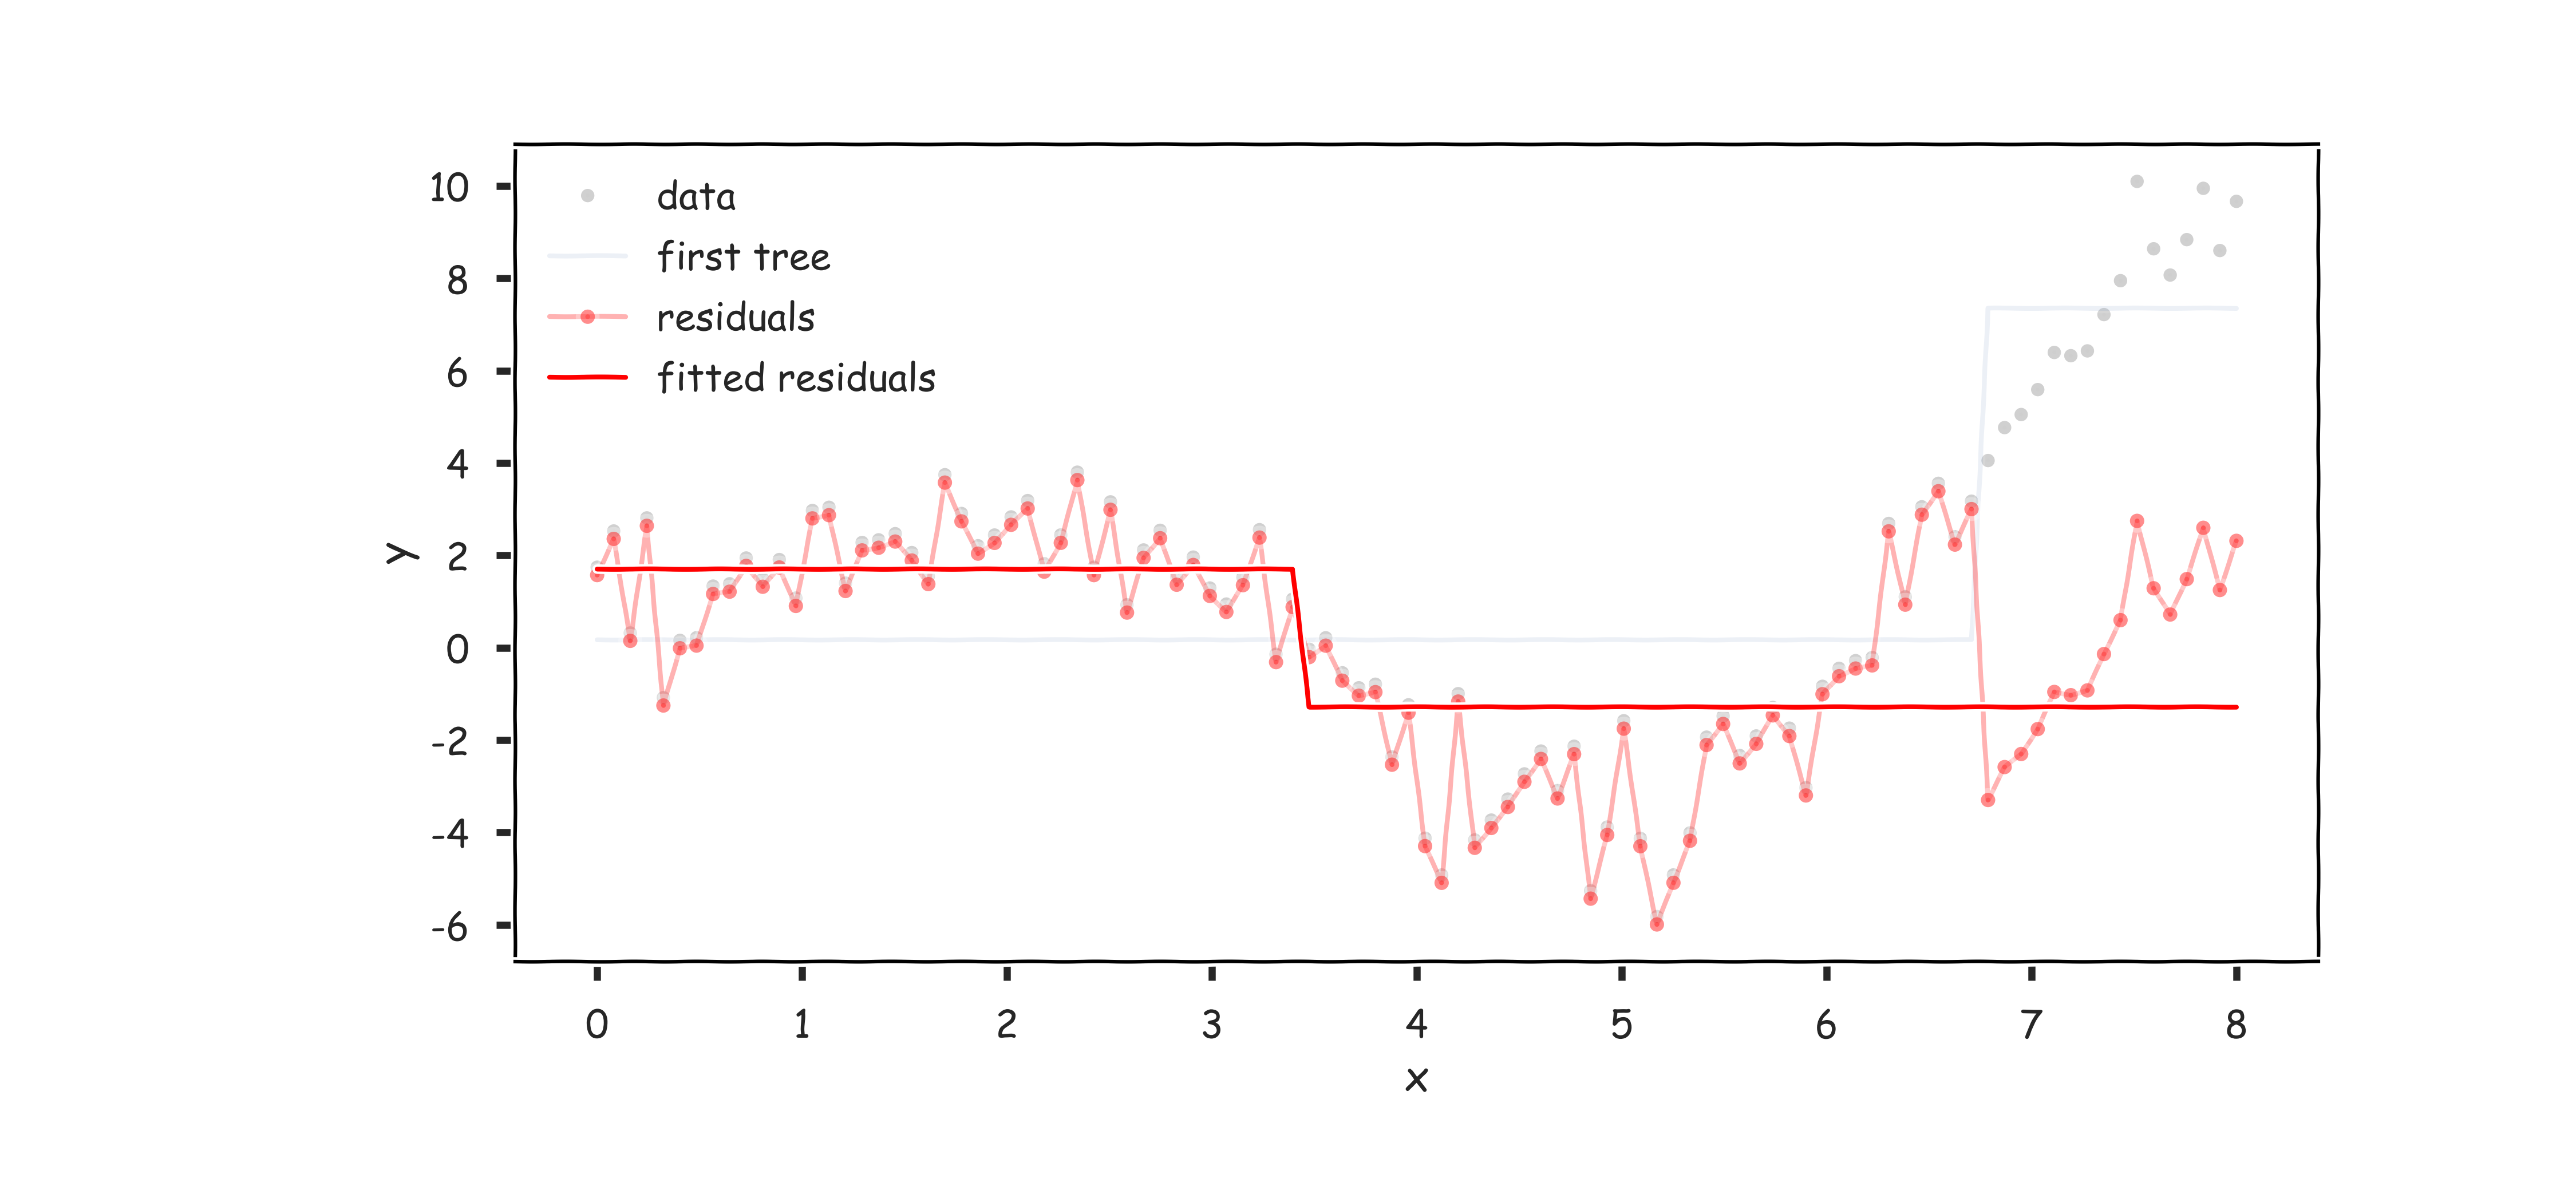 10
8
6
4
2
0
-2
-4
-6
y
data
first tree
residuals
fitted residuals
0 1 2 3 4 5 6 7 8
x